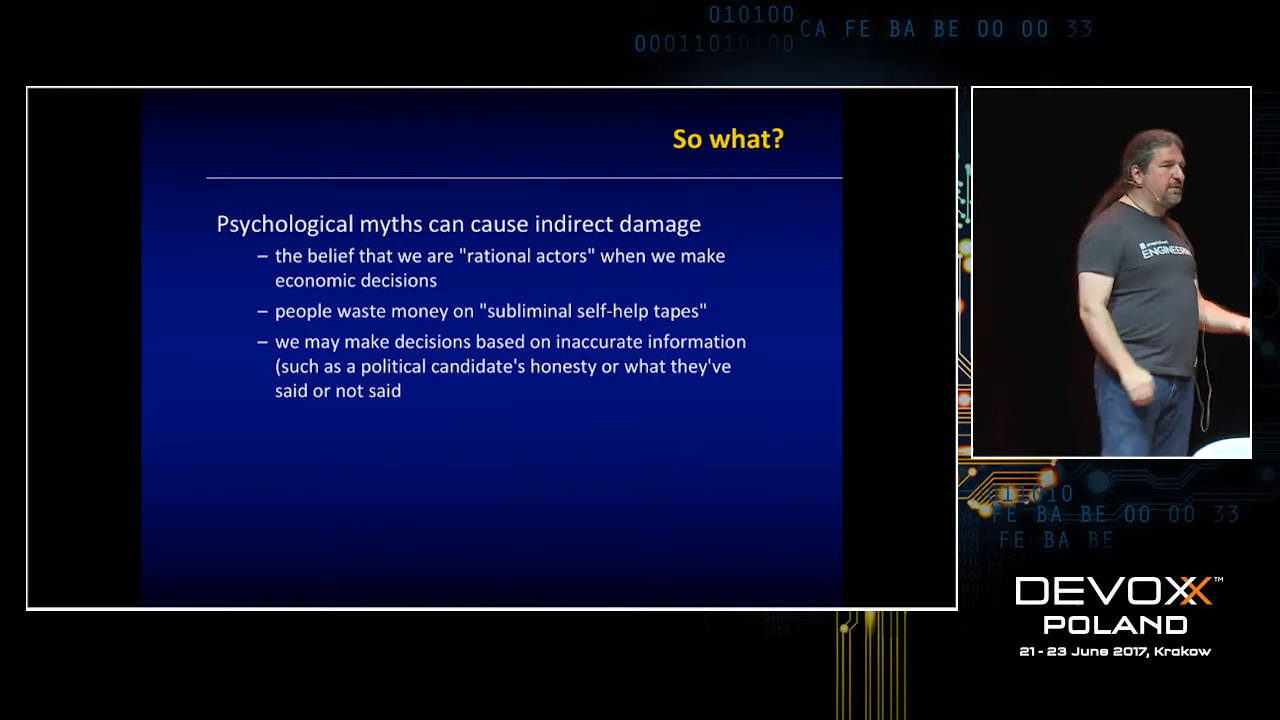 010100
00011010100
CA FE BA BE 00 00 33
So what?
Psychological myths can cause indirect damage
– the belief that we are "rational actors" when we make
economic decisions
– people waste money on "subliminal self-help tapes"
– we may make decisions based on inaccurate information
(such as a political candidate's honesty or what they've
said or not said
ENGINEERING
FE BA BE 00 00 33
FE BA BE
DEVOXX™
POLAND
21 - 23 June 2017, Krakow